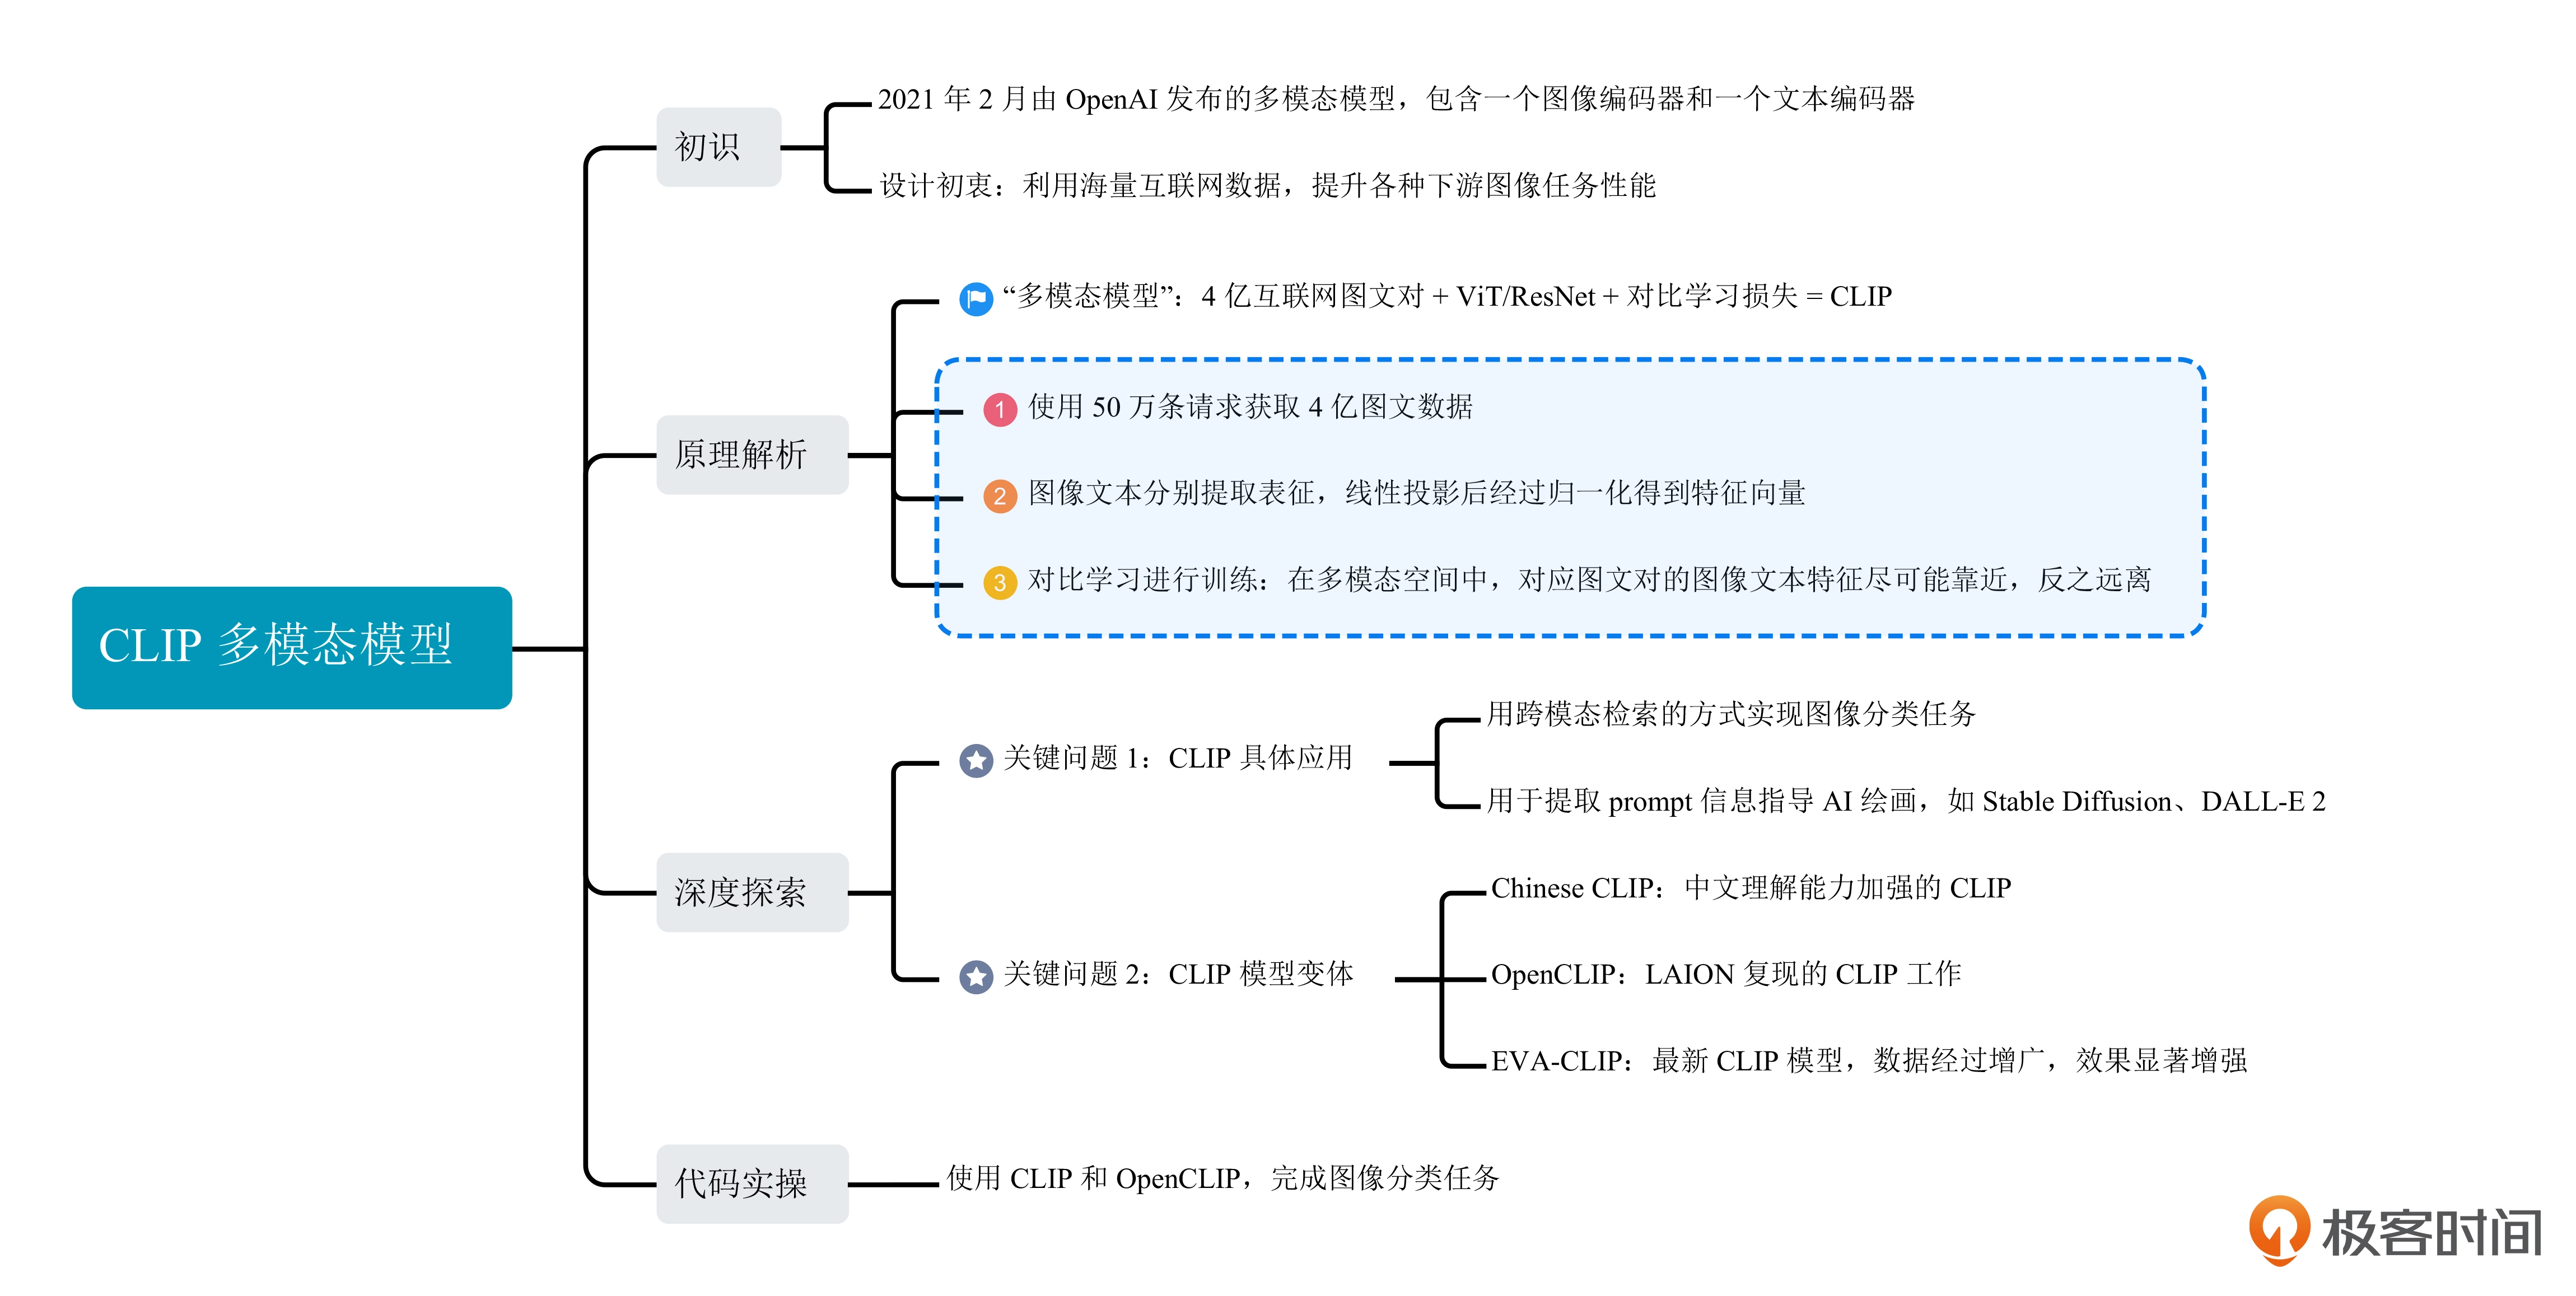 CLIP 多模态模型
初识
2021 年 2 月由 OpenAI 发布的多模态模型，包含一个图像编码器和一个文本编码器
设计初衷：利用海量互联网数据，提升各种下游图像任务性能
原理解析
“多模态模型”：4 亿互联网图文对 + ViT/ResNet + 对比学习损失 = CLIP
1 使用 50 万条请求获取 4 亿图文数据
2 图像文本分别提取表征，线性投影后经过归一化得到特征向量
3 对比学习进行训练：在多模态空间中，对应图文对的图像文本特征尽可能靠近，反之远离
深度探索
关键问题 1：CLIP 具体应用
用跨模态检索的方式实现图像分类任务
用于提取 prompt 信息指导 AI 绘画，如 Stable Diffusion、DALL-E 2
关键问题 2：CLIP 模型变体
Chinese CLIP：中文理解能力加强的 CLIP
OpenCLIP：LAION 复现的 CLIP 工作
EVA-CLIP：最新 CLIP 模型，数据经过增广，效果显著增强
代码实操
使用 CLIP 和 OpenCLIP，完成图像分类任务
极客时间